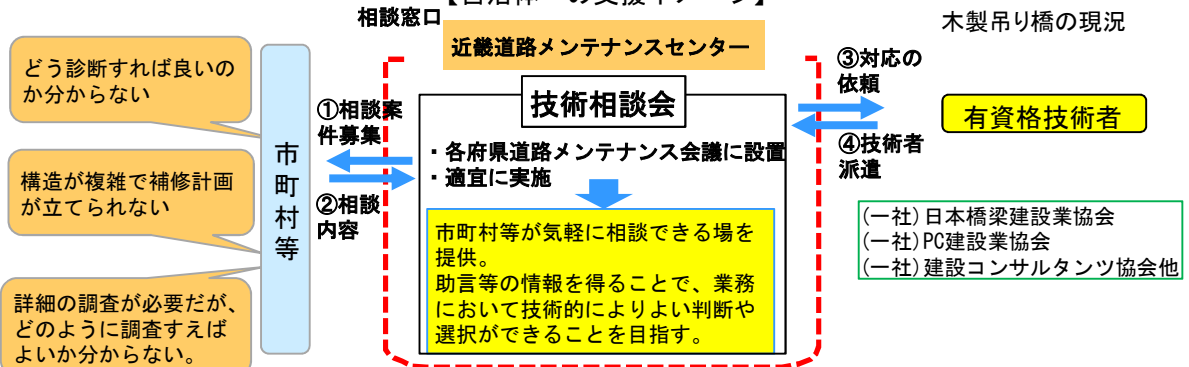 相談窓口
木製吊り橋の現況
近畿道路メンテナンスセンター
どう診断すれば良いの
か分からない
構造が複雑で補修計画
が立てられない
詳細の調査が必要だが、
どのように調査すえば
よいか分からない。
市町村等
①相談案
件募集
②相談
内容
技術相談会
・各府県道路メンテナンス会議に設置
・適宜に実施
市町村等が気軽に相談できる場を
提供。
助言等の情報を得ることで、業務
において技術的によりよい判断や
選択ができることを目指す。
③対応の
依頼
④技術者
派遣
有資格技術者
(一社)日本橋梁建設業協会
(一社)PC建設業協会
(一社)建設コンサルタンツ協会他